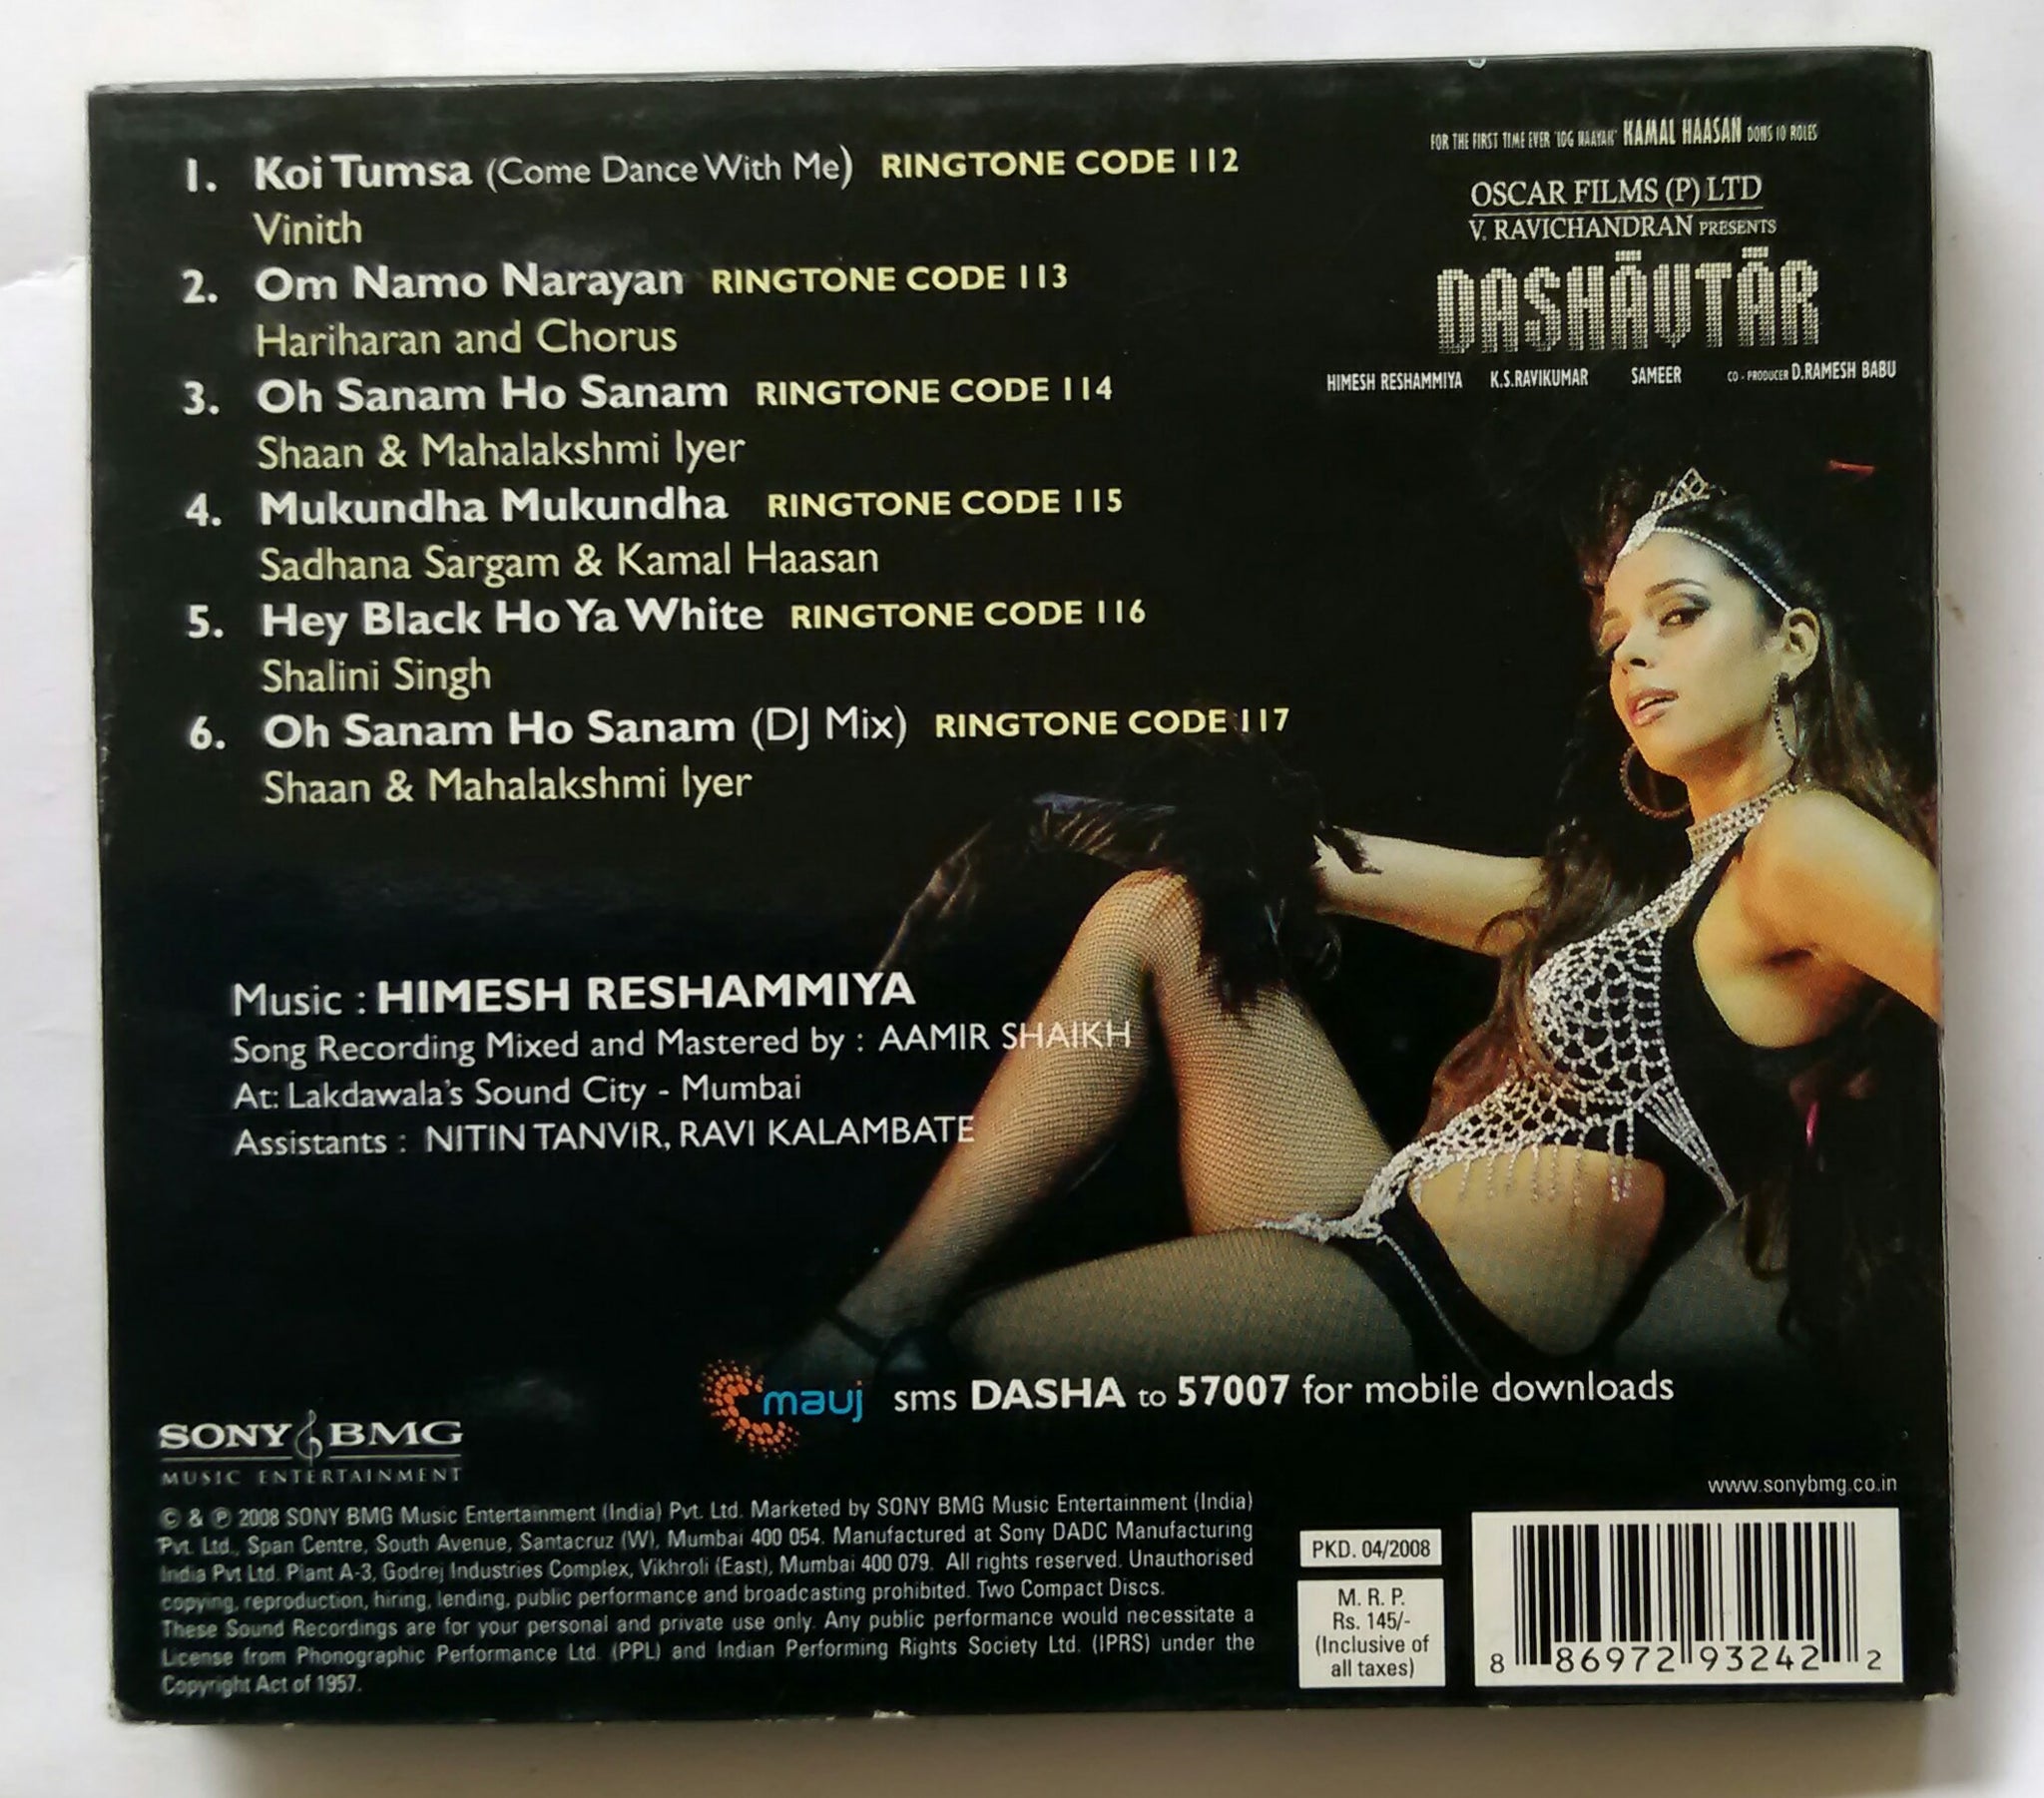 1. Koi Tumsa (Come Dance With Me) RINGTONE CODE 112
Vinith
2. Om Namo Narayan RINGTONE CODE 113
Hariharan and Chorus
3. Oh Sanam Ho Sanam RINGTONE CODE 114
Shaan & Mahalakshmi Iyer
4. Mukundha Mukundha RINGTONE CODE 115
Sadhana Sargam & Kamal Haasan
5. Hey Black Ho Ya White RINGTONE CODE 116
Shalini Singh
6. Oh Sanam Ho Sanam (DJ Mix) RINGTONE CODE 117
Shaan & Mahalakshmi Iyer
FOR THE FIRST TIME EVER KAMAL HAASAN DONS 10 ROLES
OSCAR FILMS (P) LTD
V. RAVICHANDRAN PRESENTS
DASHĀVTĀR
HIMESH RESHAMMIYA K.S.RAVIKUMAR SAMEER CO-PRODUCER D.RAMESH BABU
Music : HIMESH RESHAMMIYA
Song Recording Mixed and Mastered by : AAMIR SHAIKH
At: Lakdawala's Sound City - Mumbai
Assistants : NITIN TANVIR, RAVI KALAMBATE
mauj sms DASHA to 57007 for mobile downloads
SONY BMG
MUSIC ENTERTAINMENT
www.sonybmg.co.in
© & ℗ 2008 SONY BMG Music Entertainment (India) Pvt. Ltd. Marketed by SONY BMG Music Entertainment (India)
Pvt. Ltd., Span Centre, South Avenue, Santacruz (W), Mumbai 400 054. Manufactured at Sony DADC Manufacturing
India Pvt Ltd. Plant A-3, Godrej Industries Complex, Vikhroli (East), Mumbai 400 079. All rights reserved. Unauthorised
copying, reproduction, hiring, lending, public performance and broadcasting prohibited. Two Compact Discs.
These Sound Recordings are for your personal and private use only. Any public performance would necessitate a
License from Phonographic Performance Ltd. (PPL) and Indian Performing Rights Society Ltd. (IPRS) under the
Copyright Act of 1957.
PKD. 04/2008
M. R. P.
Rs. 145/-
(Inclusive of
all taxes)
8 86972 93242 2